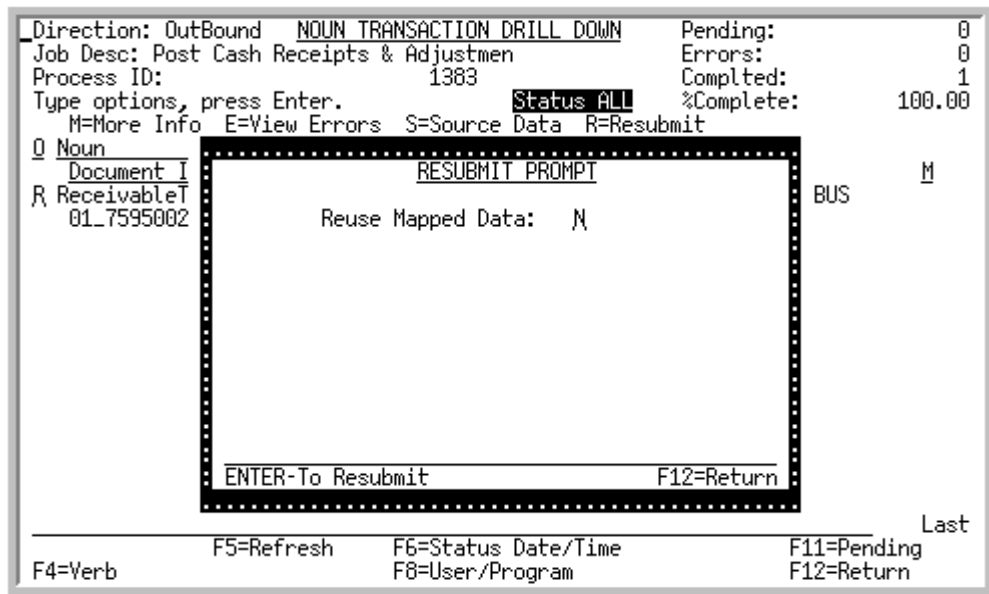 Direction: OutBound NOUN TRANSACTION DRILL DOWN Pending: 0
Job Desc: Post Cash Receipts & Adjustmen Errors: 0
Process ID: 1383 Complted: 1
Type options, press Enter. Status ALL %Complete: 100.00
M=More Info E=View Errors S=Source Data R=Resubmit
O Noun
Document I RESUBMIT PROMPT M
R ReceivableT BUS
01_7595002 Reuse Mapped Data: N
ENTER-To Resubmit F12=Return
Last
F5=Refresh F6=Status Date/Time F11=Pending
F4=Verb F8=User/Program F12=Return